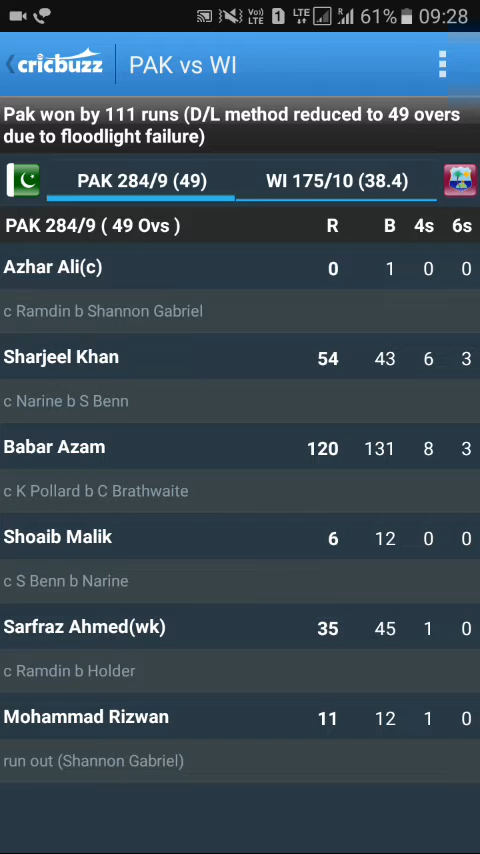 Vo)) LTE 1 LTE R 61% 09:28
cricbuzz PAK vs WI
Pak won by 111 runs (D/L method reduced to 49 overs
due to floodlight failure)
PAK 284/9 (49) WI 175/10 (38.4)
PAK 284/9 ( 49 Ovs ) R B 4s 6s
Azhar Ali(c) 0 1 0 0
c Ramdin b Shannon Gabriel
Sharjeel Khan 54 43 6 3
c Narine b S Benn
Babar Azam 120 131 8 3
c K Pollard b C Brathwaite
Shoaib Malik 6 12 0 0
c S Benn b Narine
Sarfraz Ahmed(wk) 35 45 1 0
c Ramdin b Holder
Mohammad Rizwan 11 12 1 0
run out (Shannon Gabriel)